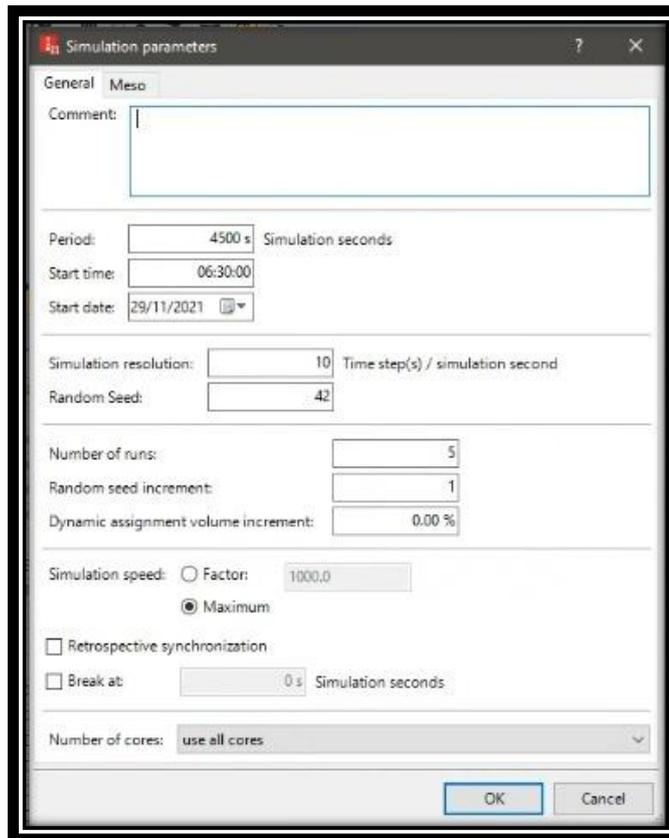 Simulation parameters ? ×
General Meso
Comment:
Period: 4500 s Simulation seconds
Start time: 06:30:00
Start date: 29/11/2021
Simulation resolution: 10 Time step(s) / simulation second
Random Seed: 42
Number of runs: 5
Random seed increment: 1
Dynamic assignment volume increment: 0.00 %
Simulation speed: Factor: 1000.0
Maximum
Retrospective synchronization
Break at: 0 s Simulation seconds
Number of cores: use all cores
OK Cancel